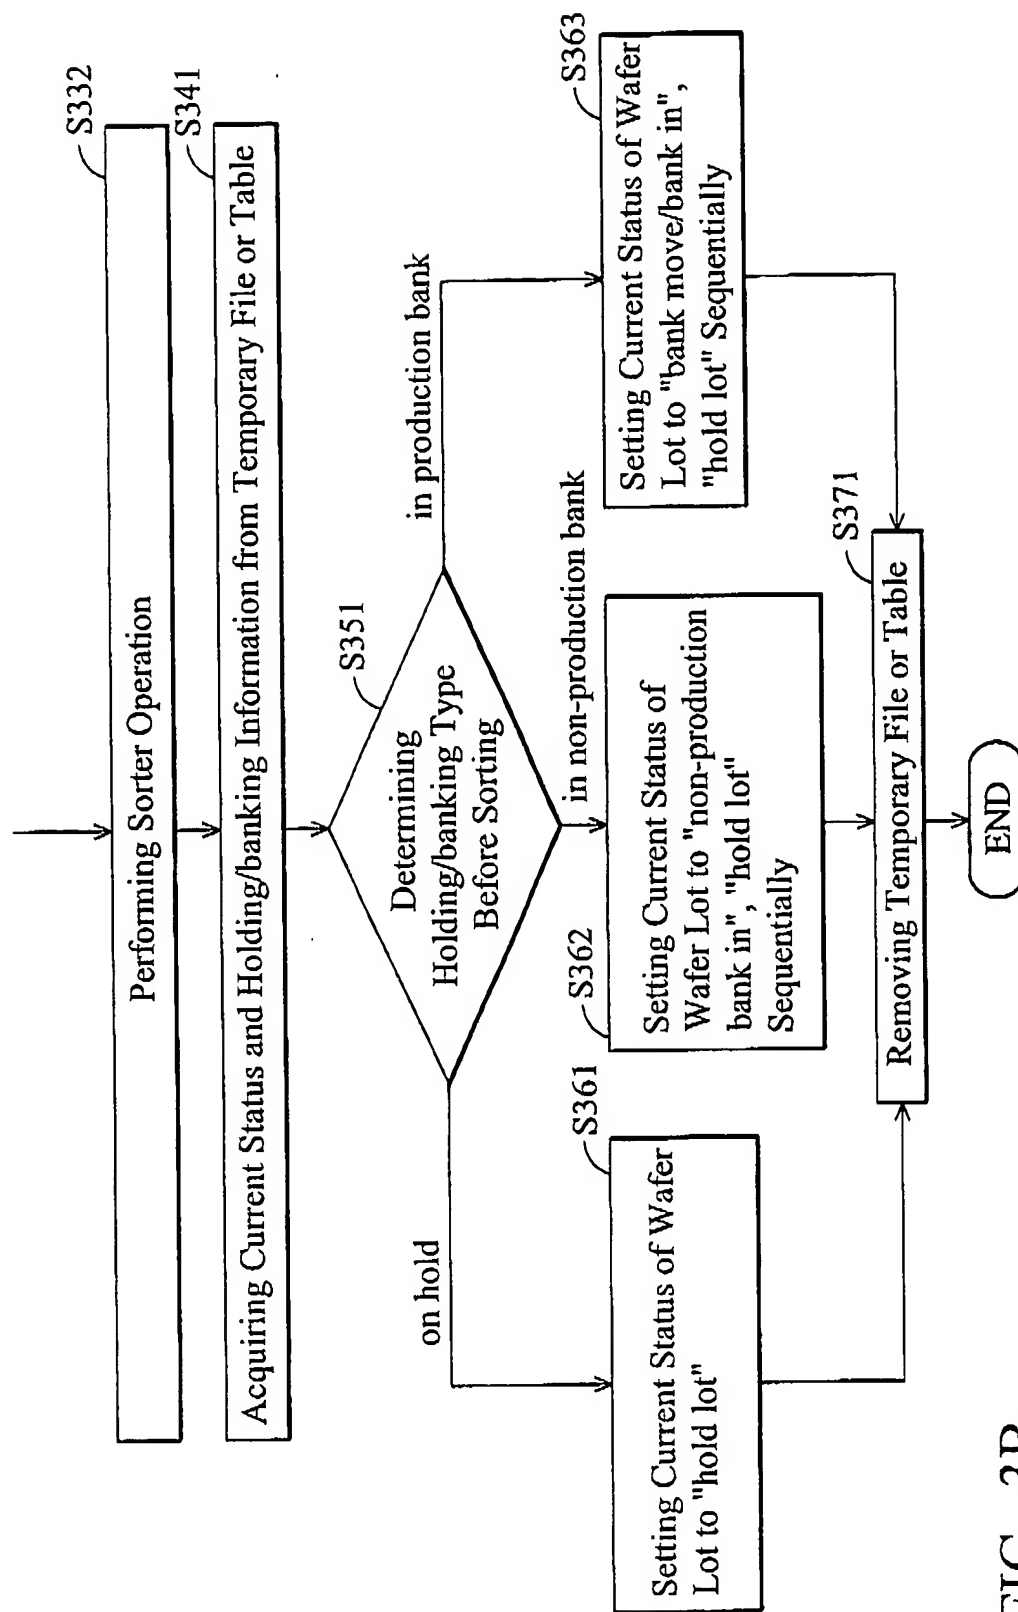 S332
Performing Sorter Operation
S341
Acquiring Current Status and Holding/banking Information from Temporary File or Table
S351
Determining
Holding/banking Type
Before Sorting
on hold
in non-production bank
in production bank
S361
Setting Current Status of Wafer
Lot to "hold lot"
S362
Setting Current Status of
Wafer Lot to "non-production
bank in", "hold lot"
Sequentially
S363
Setting Current Status of Wafer
Lot to "bank move/bank in",
"hold lot" Sequentially
S371
Removing Temporary File or Table
END